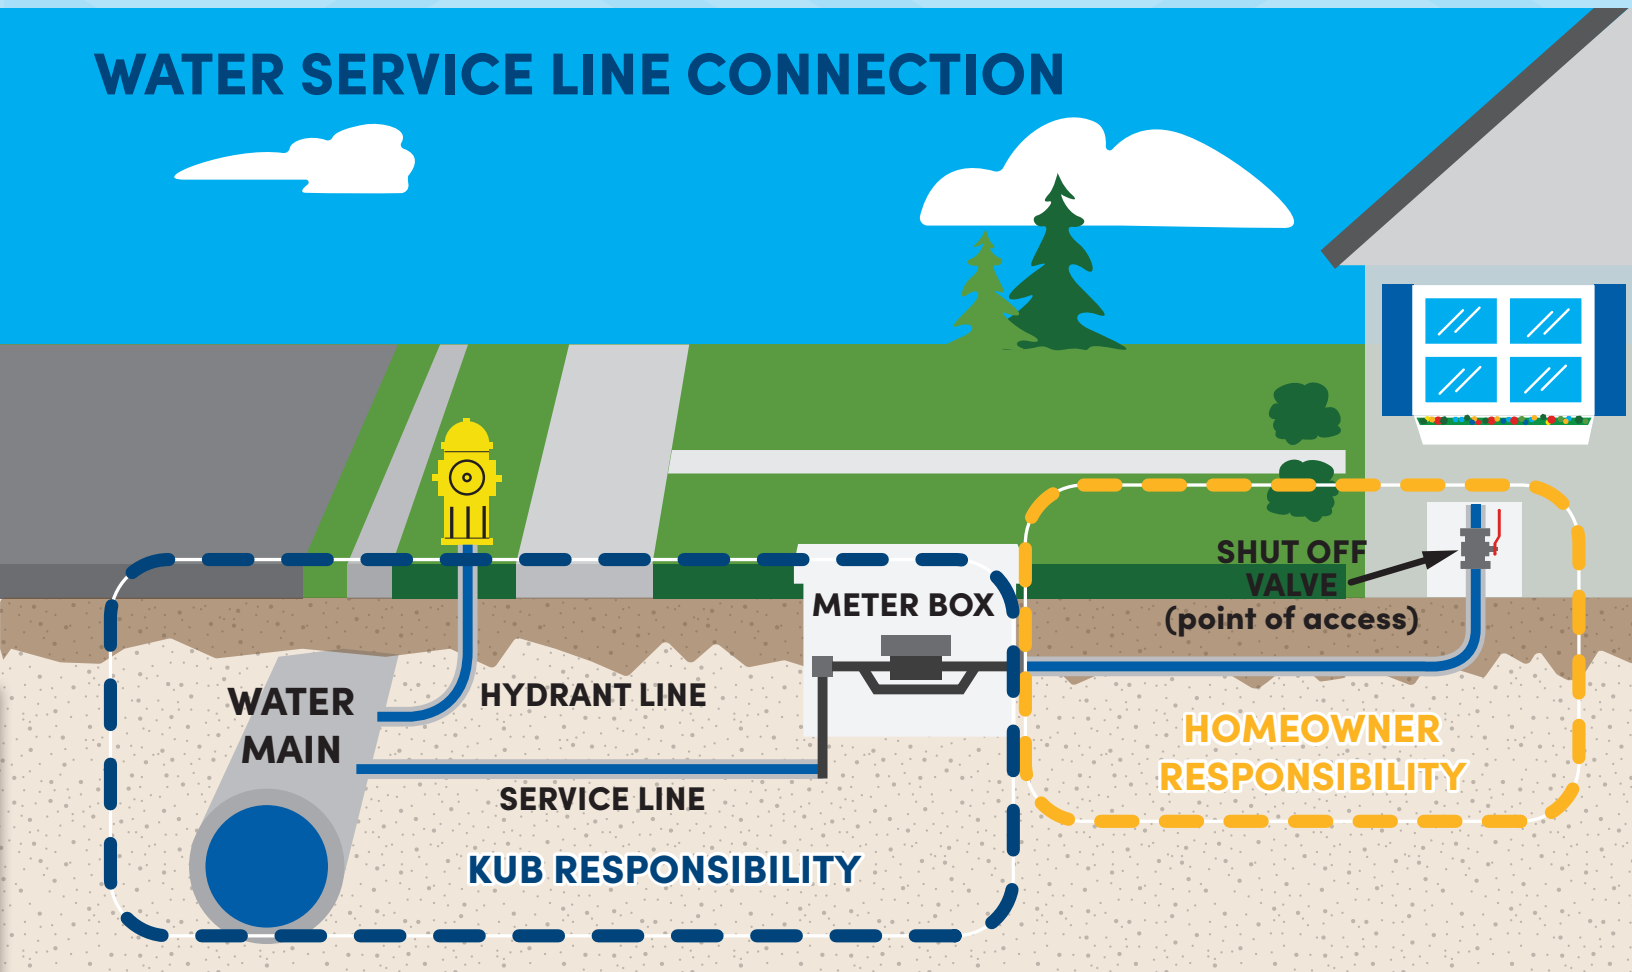 WATER SERVICE LINE CONNECTION
METER BOX
SHUT OFF
VALVE
(point of access)
WATER
MAIN
HYDRANT LINE
SERVICE LINE
HOMEOWNER
RESPONSIBILITY
KUB RESPONSIBILITY